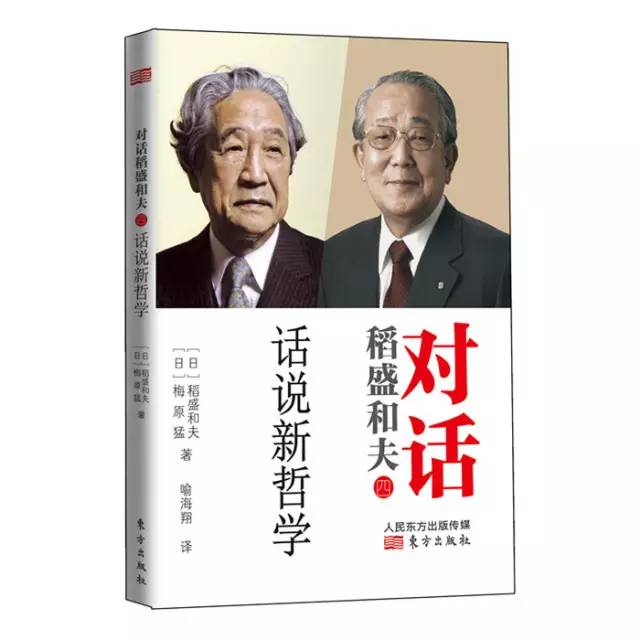 对话
稻盛和夫 四
话说新哲学
[日] 稻盛和夫
[日] 梅原猛 著
喻海翔 译
人民东方出版传媒
东方出版社
对话稻盛和夫 四 话说新哲学
[日] 稻盛和夫
[日] 梅原猛 著
东方出版社